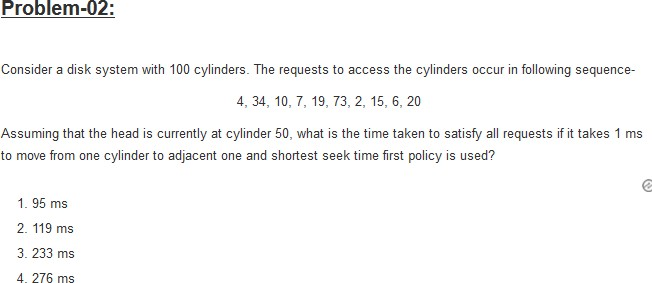 Problem-02:
Consider a disk system with 100 cylinders. The requests to access the cylinders occur in following sequence-
4, 34, 10, 7, 19, 73, 2, 15, 6, 20
Assuming that the head is currently at cylinder 50, what is the time taken to satisfy all requests if it takes 1 ms
to move from one cylinder to adjacent one and shortest seek time first policy is used?
1. 95 ms
2. 119 ms
3. 233 ms
4. 276 ms